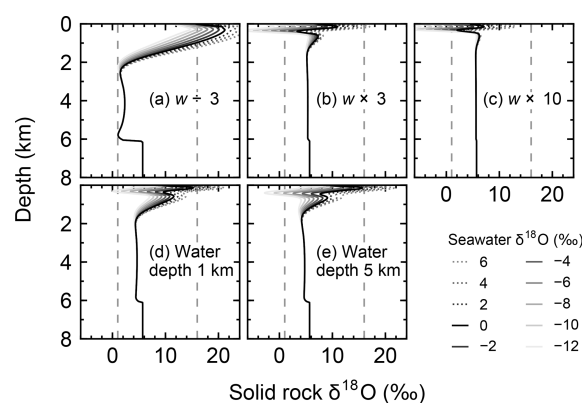 0
2
4
6
8
(a) w ÷ 3
(b) w × 3
(c) w × 10
0 10 20
0
2
4
6
8
(d) Water
depth 1 km
(e) Water
depth 5 km
0 10 20
0 10 20
Depth (km)
Solid rock δ¹⁸O (‰)
Seawater δ¹⁸O (‰)
6
4
2
0
−2
−4
−6
−8
−10
−12